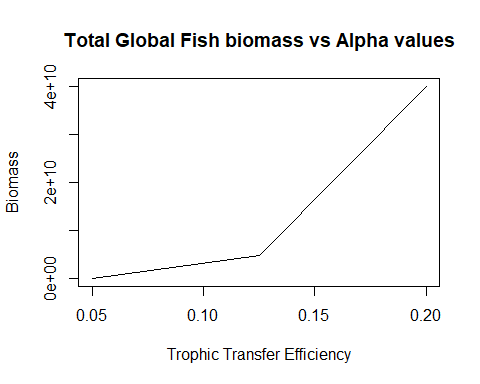 Total Global Fish biomass vs Alpha values
4e+10
2e+10
0e+00
Biomass
0.05 0.10 0.15 0.20
Trophic Transfer Efficiency